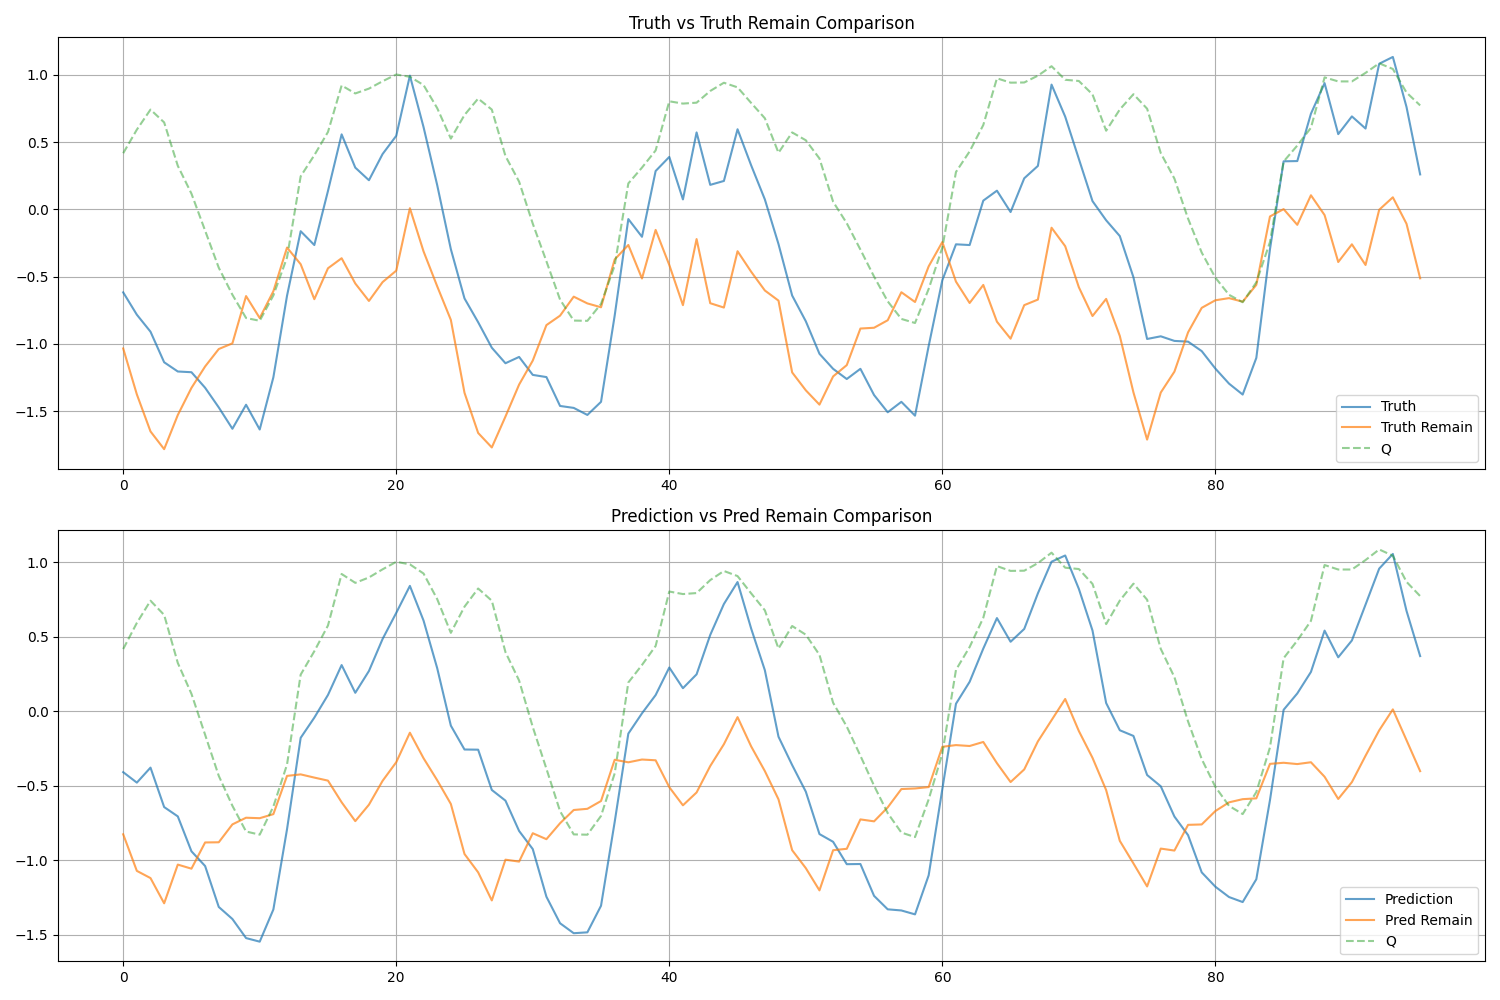 Truth vs Truth Remain Comparison
1.0
0.5
0.0
−0.5
−1.0
−1.5
0 20 40 60 80
Truth
Truth Remain
Q
Prediction vs Pred Remain Comparison
1.0
0.5
0.0
−0.5
−1.0
−1.5
0 20 40 60 80
Prediction
Pred Remain
Q